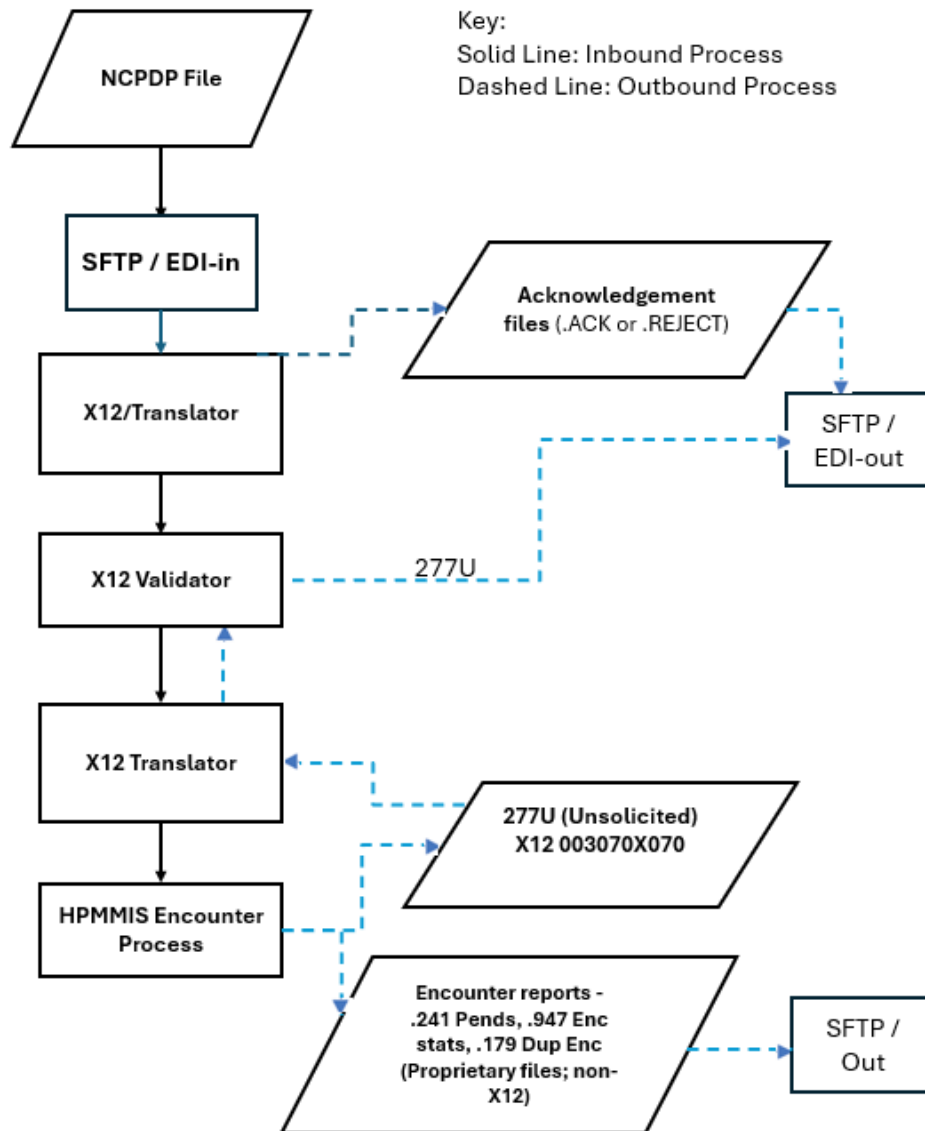 Key:
Solid Line: Inbound Process
Dashed Line: Outbound Process
NCPDP File
SFTP / EDI-in
Acknowledgement
files (.ACK or .REJECT)
X12/Translator
SFTP /
EDI-out
X12 Validator
277U
X12 Translator
277U (Unsolicited)
X12 003070X070
HPMMIS Encounter
Process
Encounter reports -
.241 Pends, .947 Enc
stats, .179 Dup Enc
(Proprietary files; non-
X12)
SFTP /
Out